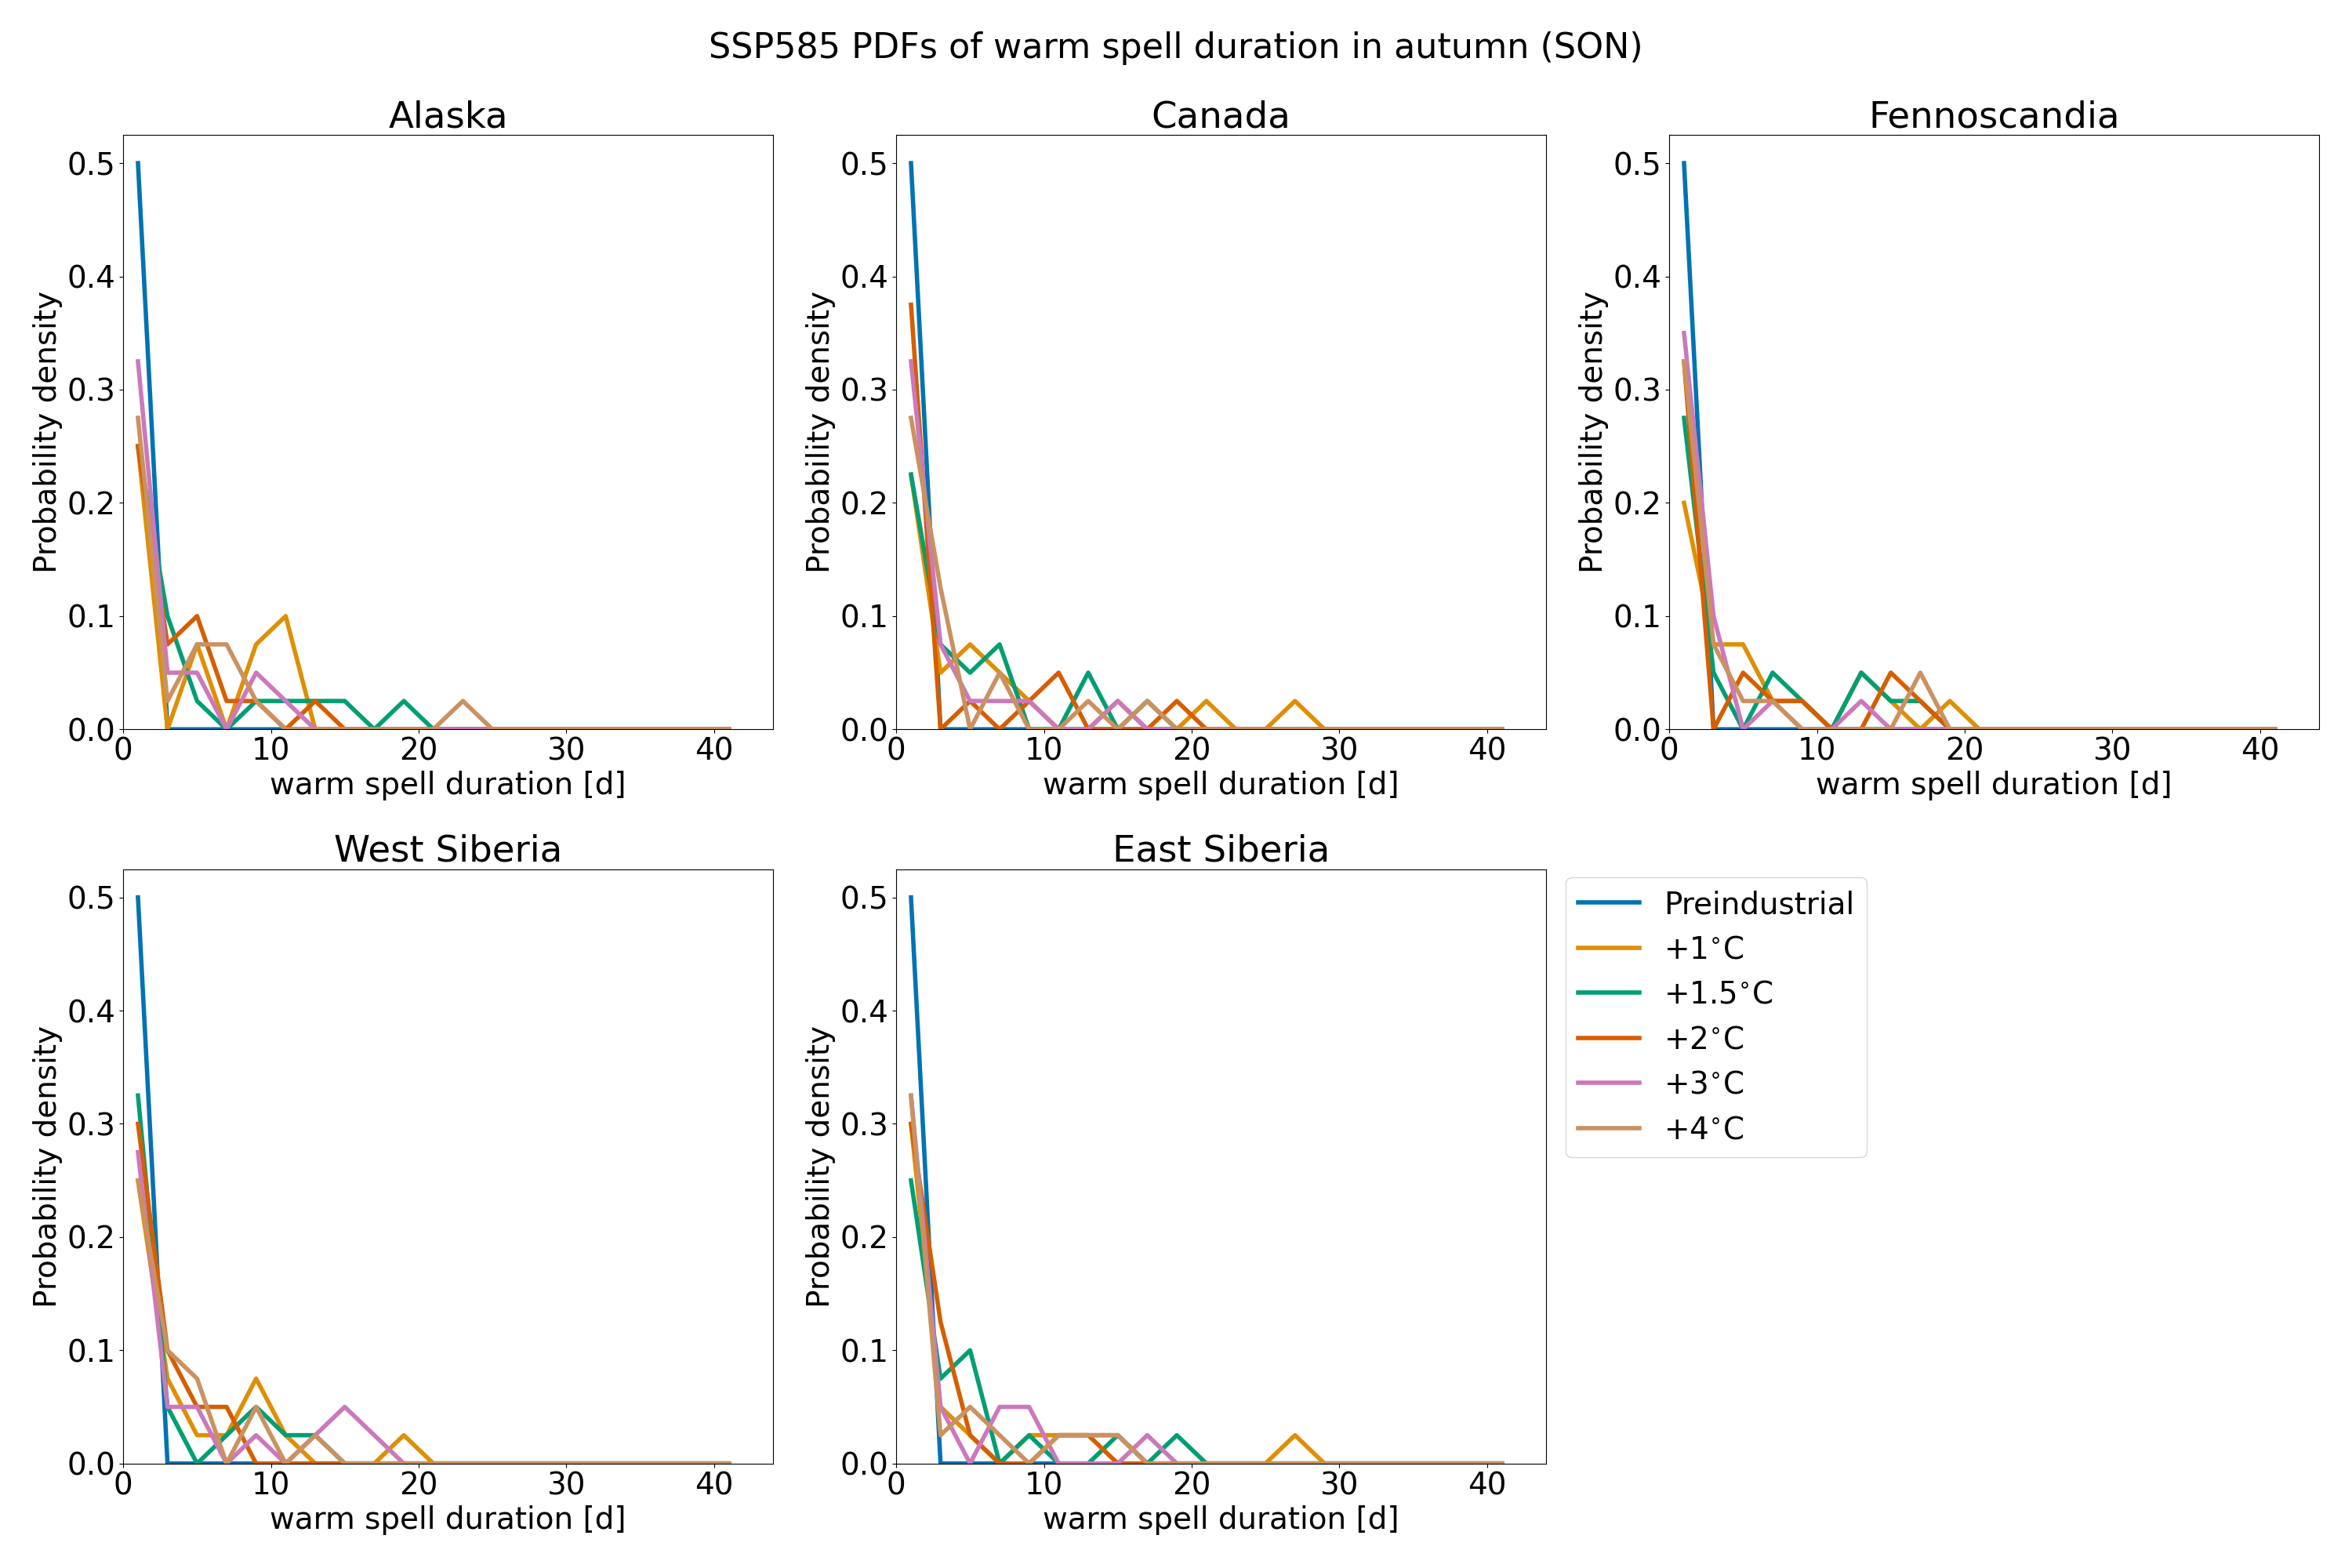 SSP585 PDFs of warm spell duration in autumn (SON)
Alaska
Probability density
0.5
0.4
0.3
0.2
0.1
0.0
0 10 20 30 40
warm spell duration [d]
Canada
Probability density
0.5
0.4
0.3
0.2
0.1
0.0
0 10 20 30 40
warm spell duration [d]
Fennoscandia
Probability density
0.5
0.4
0.3
0.2
0.1
0.0
0 10 20 30 40
warm spell duration [d]
West Siberia
Probability density
0.5
0.4
0.3
0.2
0.1
0.0
0 10 20 30 40
warm spell duration [d]
East Siberia
Probability density
0.5
0.4
0.3
0.2
0.1
0.0
0 10 20 30 40
warm spell duration [d]
Preindustrial
+1°C
+1.5°C
+2°C
+3°C
+4°C